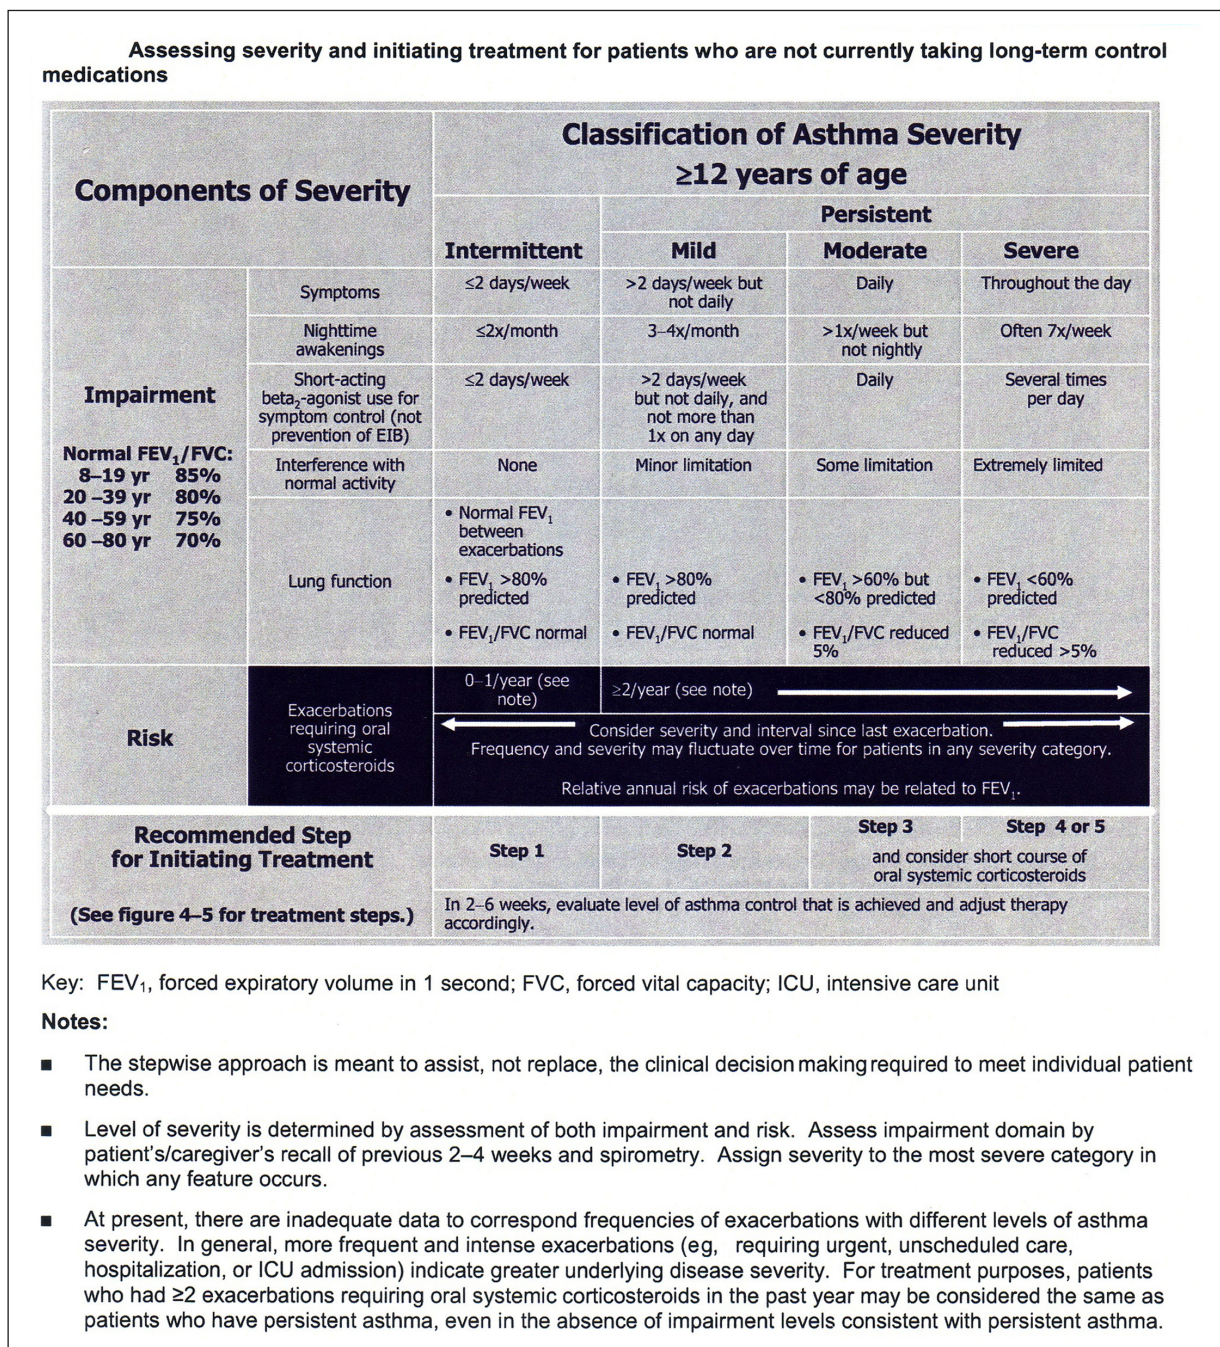 Assessing severity and initiating treatment for patients who are not currently taking long-term control
medications
Components of Severity
Classification of Asthma Severity
≥12 years of age
Persistent
Intermittent
Mild
Moderate
Severe
Impairment
Normal FEV₁/FVC:
8–19 yr 85%
20 –39 yr 80%
40 –59 yr 75%
60 –80 yr 70%
Symptoms
≤2 days/week
>2 days/week but
not daily
Daily
Throughout the day
Nighttime
awakenings
≤2x/month
3–4x/month
>1x/week but
not nightly
Often 7x/week
Short-acting
beta₂-agonist use for
symptom control (not
prevention of EIB)
≤2 days/week
>2 days/week
but not daily, and
not more than
1x on any day
Daily
Several times
per day
Interference with
normal activity
None
Minor limitation
Some limitation
Extremely limited
Lung function
• Normal FEV₁
between
exacerbations
• FEV₁ >80%
predicted
• FEV₁/FVC normal
• FEV₁ >80%
predicted
• FEV₁/FVC normal
• FEV₁ >60% but
<80% predicted
• FEV₁/FVC reduced
5%
• FEV₁ <60%
predicted
• FEV₁/FVC
reduced >5%
Risk
Exacerbations
requiring oral
systemic
corticosteroids
0–1/year (see
note)
≥2/year (see note)
Consider severity and interval since last exacerbation.
Frequency and severity may fluctuate over time for patients in any severity category.
Relative annual risk of exacerbations may be related to FEV₁.
Recommended Step
for Initiating Treatment
(See figure 4–5 for treatment steps.)
Step 1
Step 2
Step 3
Step 4 or 5
and consider short course of
oral systemic corticosteroids
In 2–6 weeks, evaluate level of asthma control that is achieved and adjust therapy
accordingly.
Key: FEV₁, forced expiratory volume in 1 second; FVC, forced vital capacity; ICU, intensive care unit
Notes:
■ The stepwise approach is meant to assist, not replace, the clinical decision making required to meet individual patient
needs.
■ Level of severity is determined by assessment of both impairment and risk. Assess impairment domain by
patient's/caregiver's recall of previous 2–4 weeks and spirometry. Assign severity to the most severe category in
which any feature occurs.
■ At present, there are inadequate data to correspond frequencies of exacerbations with different levels of asthma
severity. In general, more frequent and intense exacerbations (eg, requiring urgent, unscheduled care,
hospitalization, or ICU admission) indicate greater underlying disease severity. For treatment purposes, patients
who had ≥2 exacerbations requiring oral systemic corticosteroids in the past year may be considered the same as
patients who have persistent asthma, even in the absence of impairment levels consistent with persistent asthma.